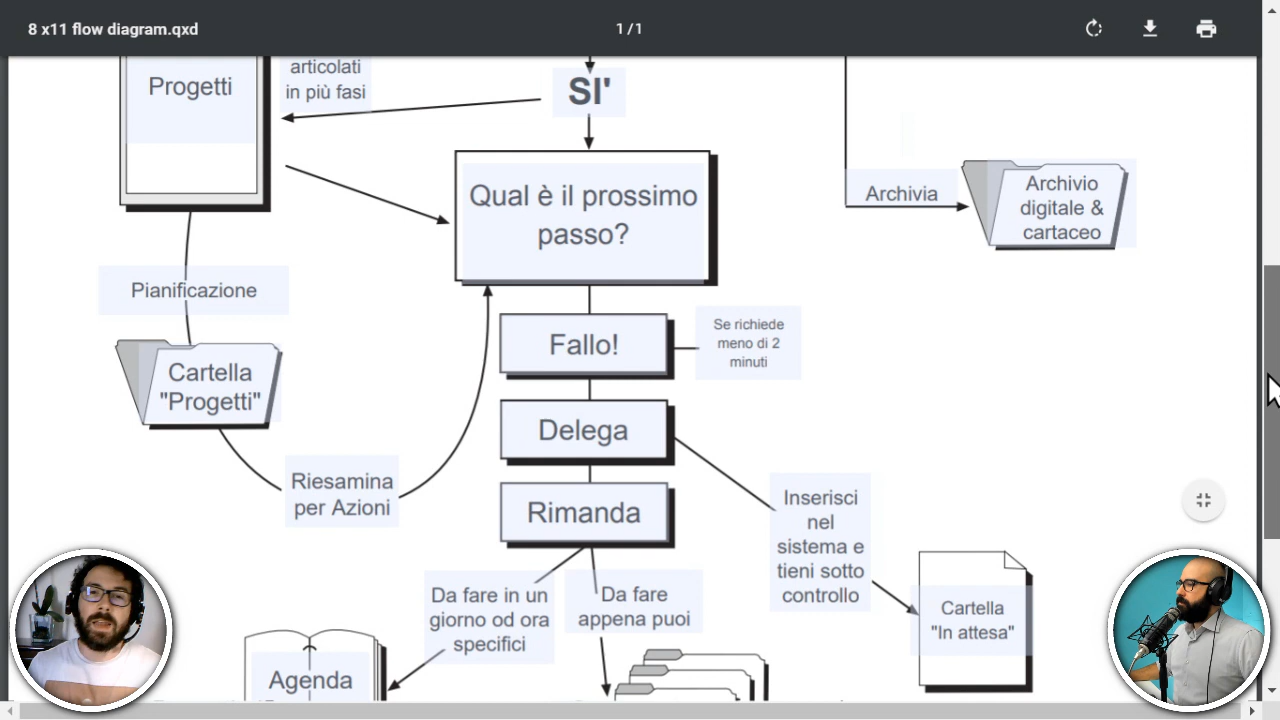 8 x11 flow diagram.qxd
1 / 1
Progetti
articolati
in più fasi
SI'
Qual è il prossimo
passo?
Archivia
Archivio
digitale &
cartaceo
Pianificazione
Fallo!
Se richiede
meno di 2
minuti
Cartella
"Progetti"
Delega
Riesamina
per Azioni
Rimanda
Inserisci
nel
sistema e
tieni sotto
controllo
Da fare in un
giorno od ora
specifici
Da fare
appena puoi
Cartella
"In attesa"
Agenda